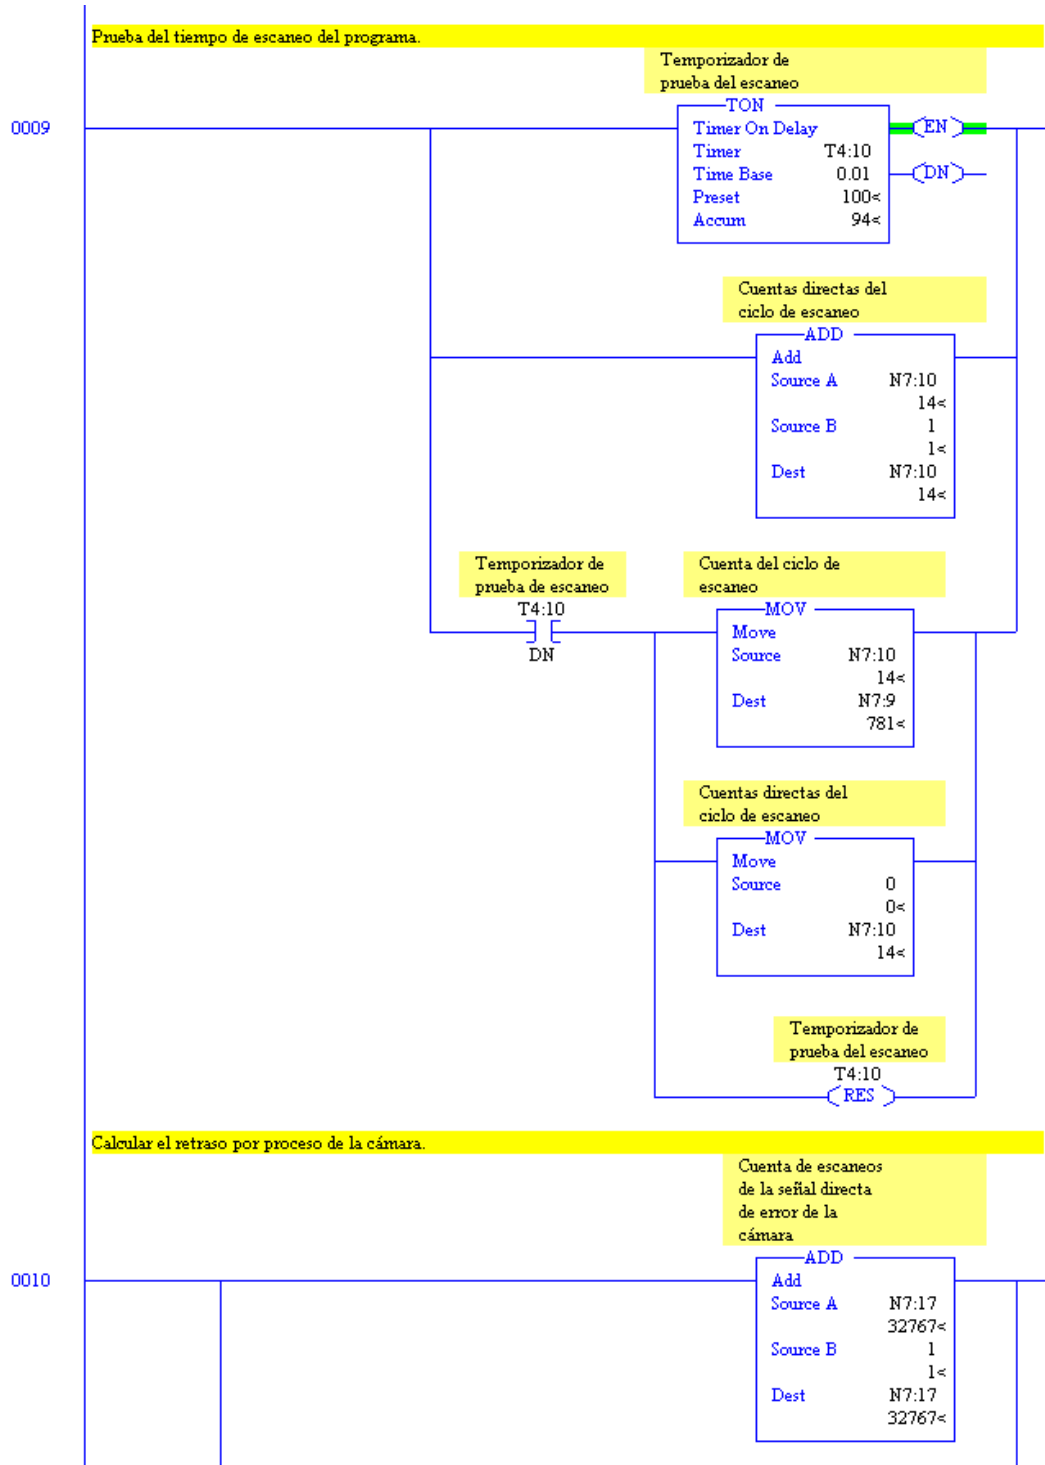 Prueba del tiempo de escaneo del programa.
Temporizador de
prueba del escaneo
0009
TON
Timer On Delay
Timer T4:10
Time Base 0.01
Preset 100<
Accum 94<
EN
DN
Cuentas directas del
ciclo de escaneo
ADD
Add
Source A N7:10
14<
Source B 1
1<
Dest N7:10
14<
Temporizador de
prueba de escaneo
T4:10
DN
Cuenta del ciclo de
escaneo
MOV
Move
Source N7:10
14<
Dest N7:9
781<
Cuentas directas del
ciclo de escaneo
MOV
Move
Source 0
0<
Dest N7:10
14<
Temporizador de
prueba del escaneo
T4:10
RES
Calcular el retraso por proceso de la cámara.
Cuenta de escaneos
de la señal directa
de error de la
cámara
0010
ADD
Add
Source A N7:17
32767<
Source B 1
1<
Dest N7:17
32767<